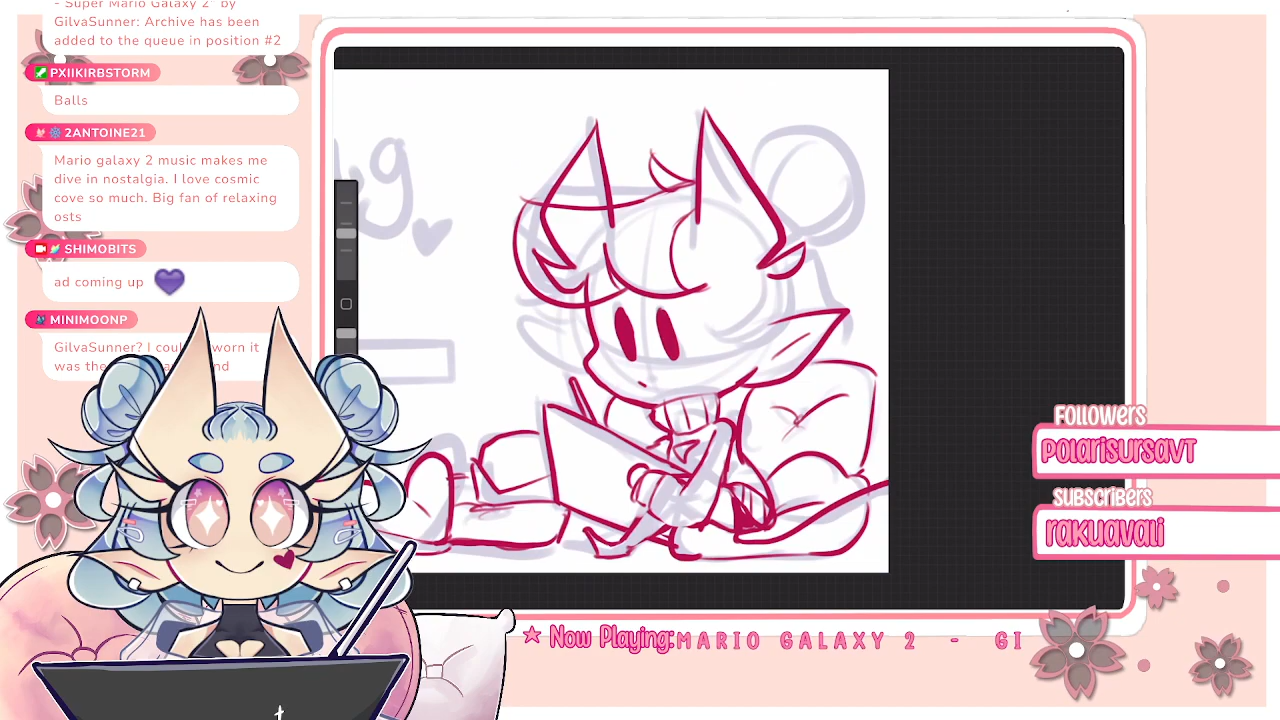 - Super Mario Galaxy 2" by
GilvaSunner: Archive has been
added to the queue in position #2
PXIIKIRBSTORM
Balls
2ANTOINE21
Mario galaxy 2 music makes me
dive in nostalgia. I love cosmic
cove so much. Big fan of relaxing
osts
SHIMOBITS
ad coming up
MINIMOONP
GilvaSunner? I worn it
was the
Followers
polarisursaVT
subscribers
rakuavali
Now Playing: MARIO GALAXY 2 - GI